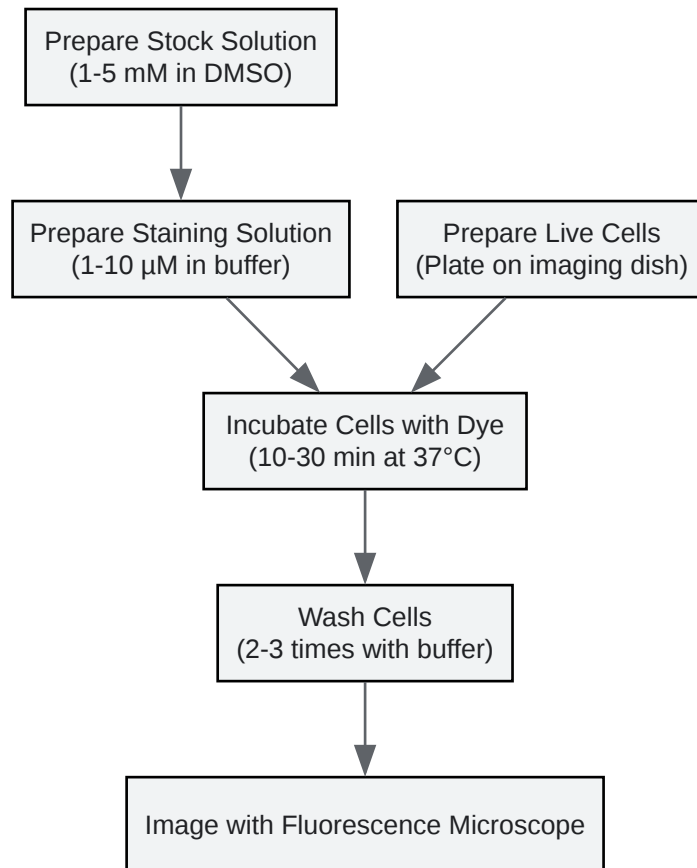 Prepare Stock Solution
(1-5 mM in DMSO)
Prepare Staining Solution
(1-10 µM in buffer)
Prepare Live Cells
(Plate on imaging dish)
Incubate Cells with Dye
(10-30 min at 37°C)
Wash Cells
(2-3 times with buffer)
Image with Fluorescence Microscope